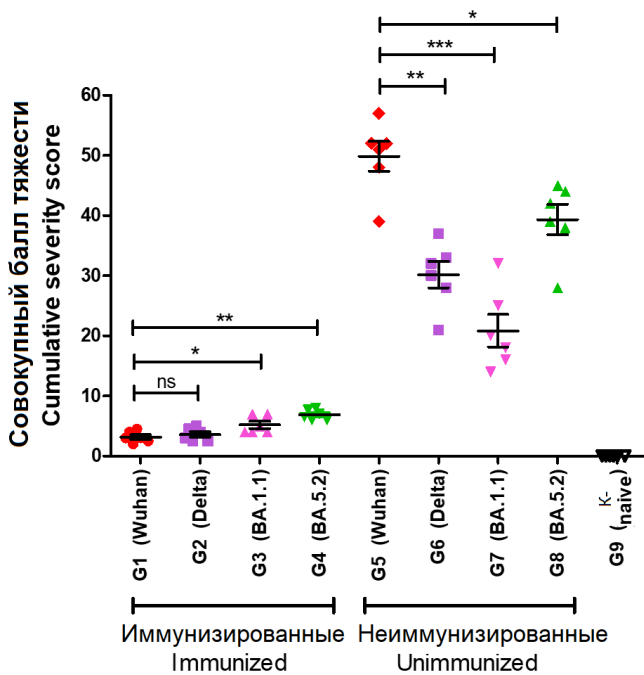 *
***
**
60
50
40
30
20
10
0
Совокупный балл тяжести
Cumulative severity score
**
*
ns
G1 (Wuhan)
G2 (Delta)
G3 (BA.1.1)
G4 (BA.5.2)
G5 (Wuhan)
G6 (Delta)
G7 (BA.1.1)
G8 (BA.5.2)
G9 (K-naive)
Иммунизированные
Immunized
Неиммунизированные
Unimmunized